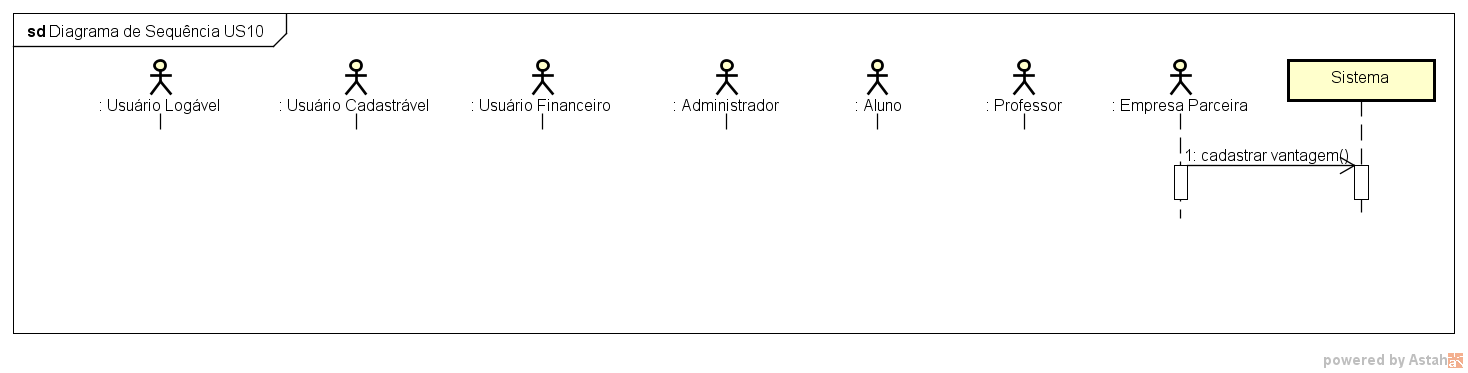 sd Diagrama de Sequência US10
: Usuário Logável
: Usuário Cadastrável
: Usuário Financeiro
: Administrador
: Aluno
: Professor
: Empresa Parceira
Sistema
1: cadastrar vantagem()
powered by Astah